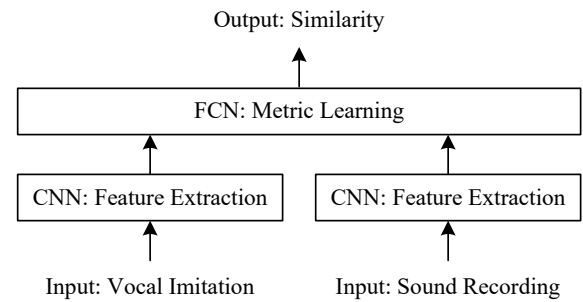 Output: Similarity
FCN: Metric Learning
CNN: Feature Extraction
CNN: Feature Extraction
Input: Vocal Imitation
Input: Sound Recording